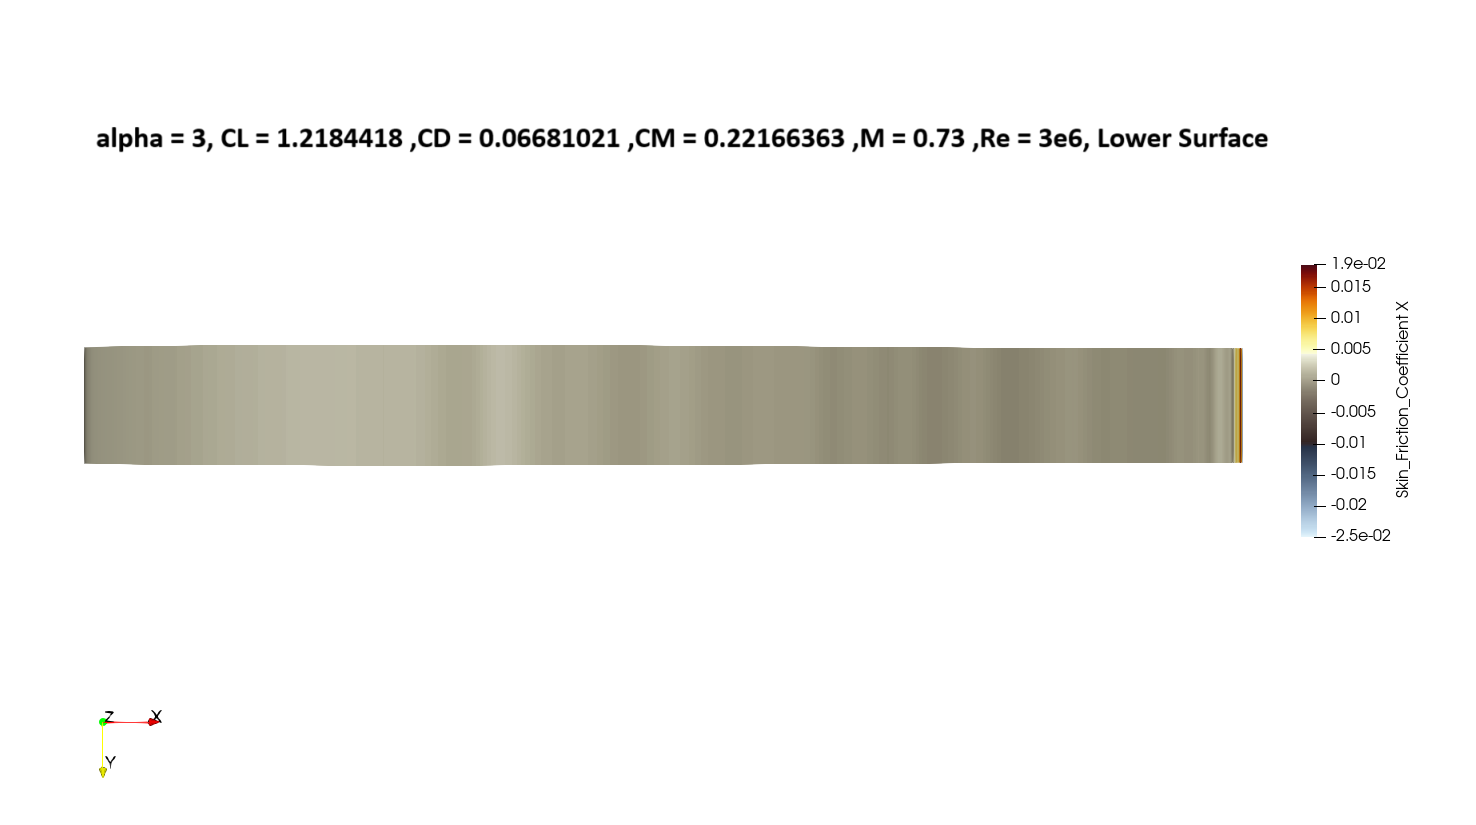 alpha = 3, CL = 1.2184418 ,CD = 0.06681021 ,CM = 0.22166363 ,M = 0.73 ,Re = 3e6, Lower Surface
1.9e-02
0.015
0.01
0.005
0
-0.005
-0.01
-0.015
-0.02
-2.5e-02
Skin_Friction_Coefficient X
Z
X
Y